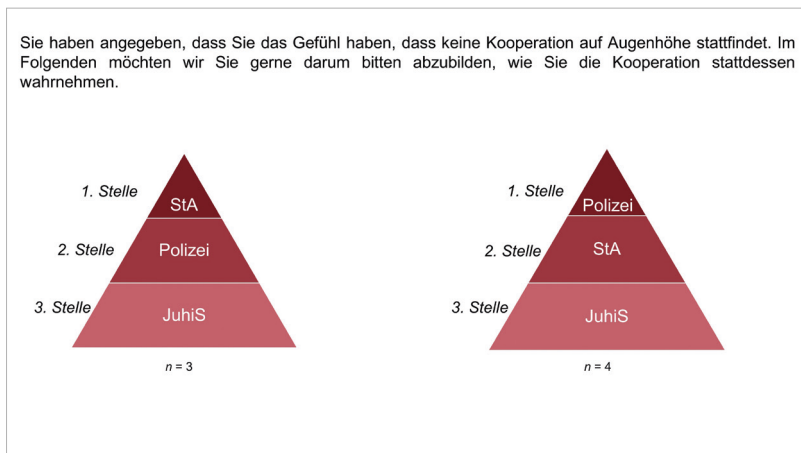 Sie haben angegeben, dass Sie das Gefühl haben, dass keine Kooperation auf Augenhöhe stattfindet. Im
Folgenden möchten wir Sie gerne darum bitten abzubilden, wie Sie die Kooperation stattdessen
wahrnehmen.
1. Stelle
StA
2. Stelle
Polizei
3. Stelle
JuhiS
n = 3
1. Stelle
Polizei
2. Stelle
StA
3. Stelle
JuhiS
n = 4